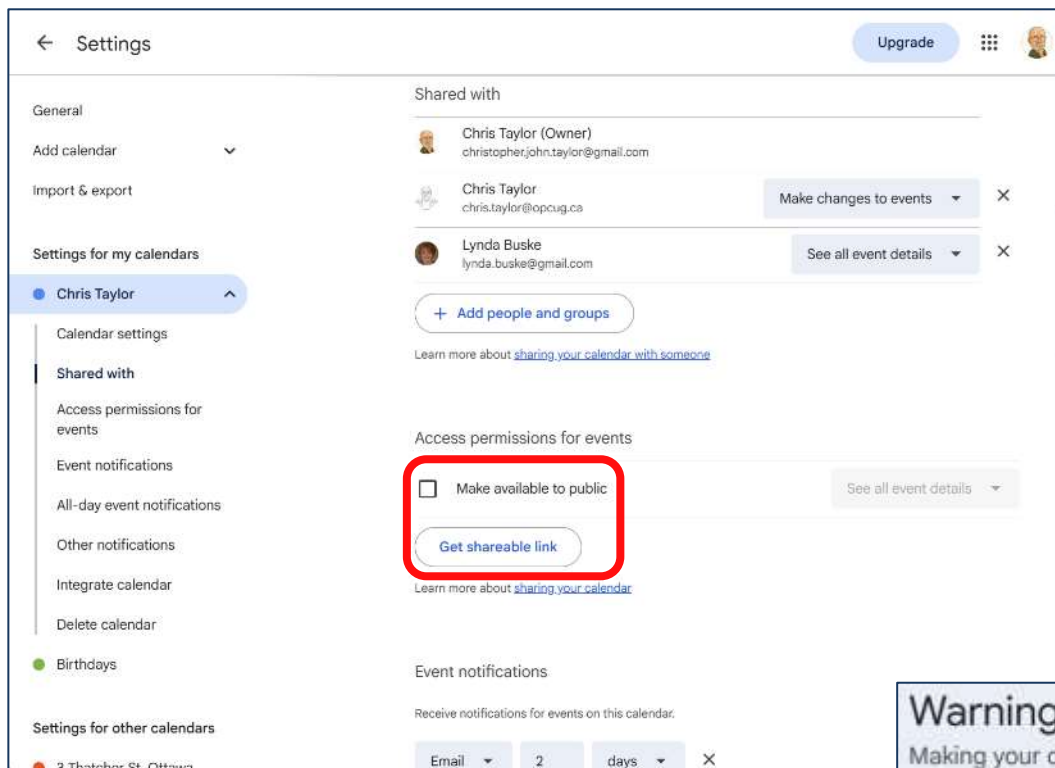 Settings
Upgrade
General
Add calendar
Import & export
Settings for my calendars
Chris Taylor
Calendar settings
Shared with
Access permissions for
events
Event notifications
All-day event notifications
Other notifications
Integrate calendar
Delete calendar
Birthdays
Settings for other calendars
3 Thatcher St, Ottawa
Shared with
Chris Taylor (Owner)
christopher.john.taylor@gmail.com
Chris Taylor
chris.taylor@opcug.ca
Make changes to events
Lynda Buske
lynda.buske@gmail.com
See all event details
+ Add people and groups
Learn more about sharing your calendar with someone
Access permissions for events
Make available to public
See all event details
Get shareable link
Learn more about sharing your calendar
Event notifications
Receive notifications for events on this calendar.
Email 2 days
Warning
Making your